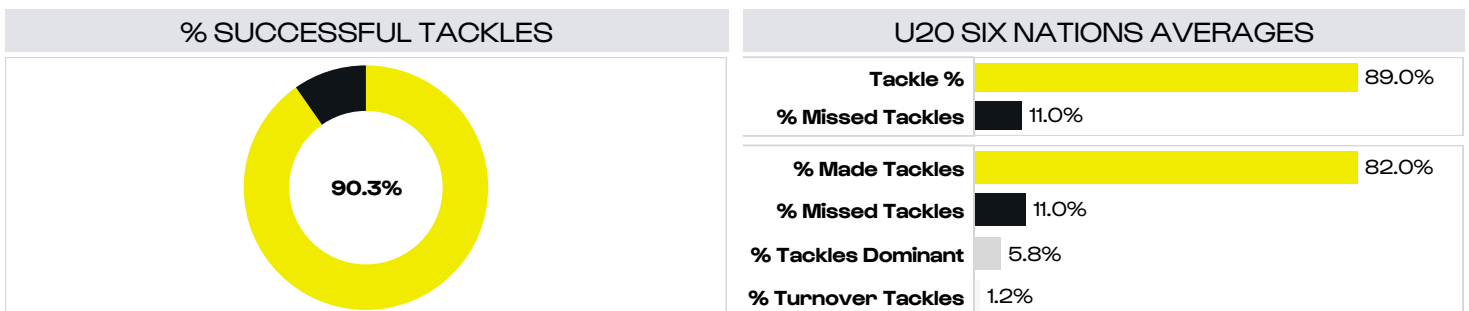 % SUCCESSFUL TACKLES
90.3%
U20 SIX NATIONS AVERAGES
Tackle % 89.0%
% Missed Tackles 11.0%
% Made Tackles 82.0%
% Missed Tackles 11.0%
% Tackles Dominant 5.8%
% Turnover Tackles 1.2%